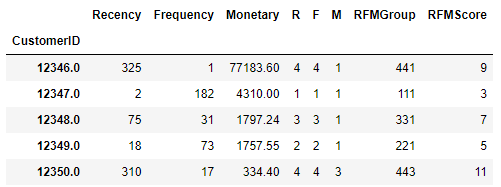 Recency Frequency Monetary R F M RFMGroup RFMScore
CustomerID
12346.0 325 1 77183.60 4 4 1 441 9
12347.0 2 182 4310.00 1 1 1 111 3
12348.0 75 31 1797.24 3 3 1 331 7
12349.0 18 73 1757.55 2 2 1 221 5
12350.0 310 17 334.40 4 4 3 443 11